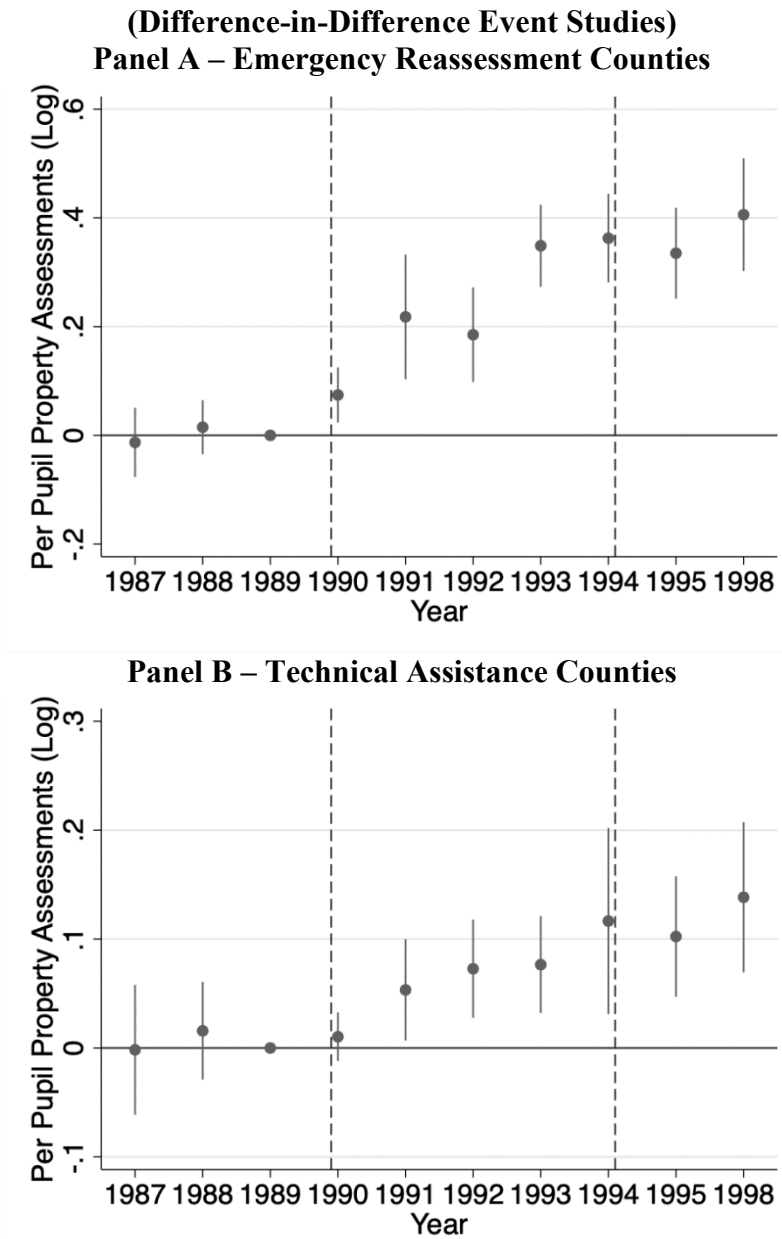 (Difference-in-Difference Event Studies)
Panel A – Emergency Reassessment Counties
Per Pupil Property Assessments (Log)
.6
.4
.2
0
-.2
1987 1988 1989 1990 1991 1992 1993 1994 1995 1998
Year
Panel B – Technical Assistance Counties
Per Pupil Property Assessments (Log)
.3
.2
.1
0
-.1
1987 1988 1989 1990 1991 1992 1993 1994 1995 1998
Year